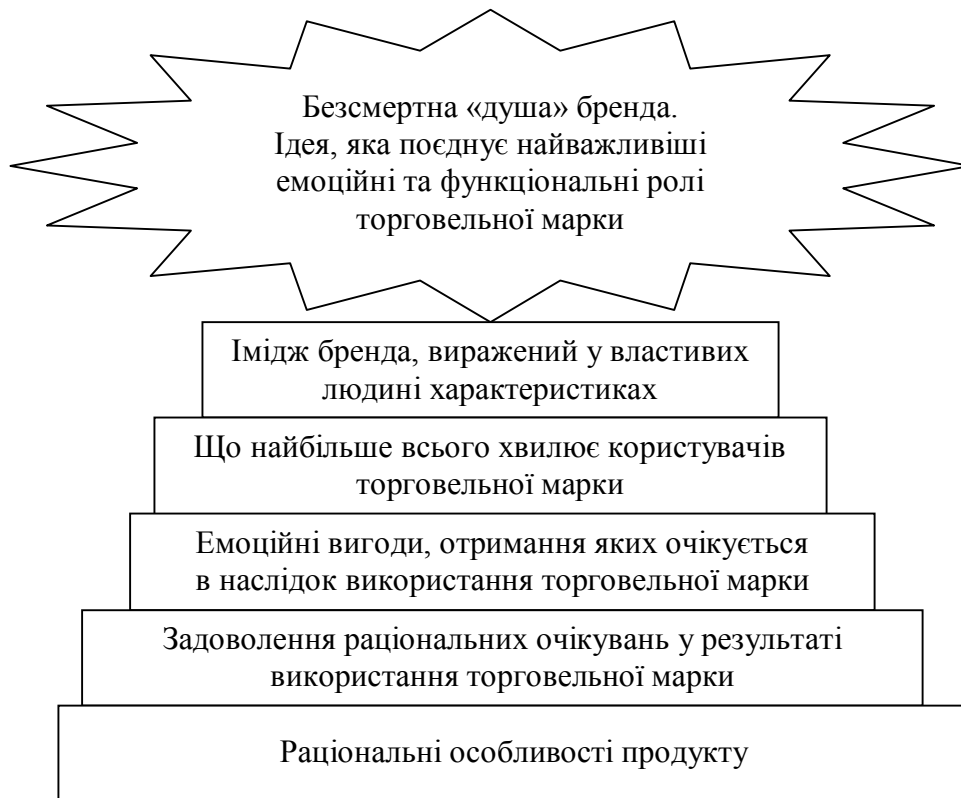 Безсмертна «душа» бренда.
Ідея, яка поєднує найважливіші
емоційні та функціональні ролі
торговельної марки
Імідж бренда, виражений у властивих
людині характеристиках
Що найбільше всього хвилює користувачів
торговельної марки
Емоційні вигоди, отримання яких очікується
в наслідок використання торговельної марки
Задоволення раціональних очікувань у результаті
використання торговельної марки
Раціональні особливості продукту